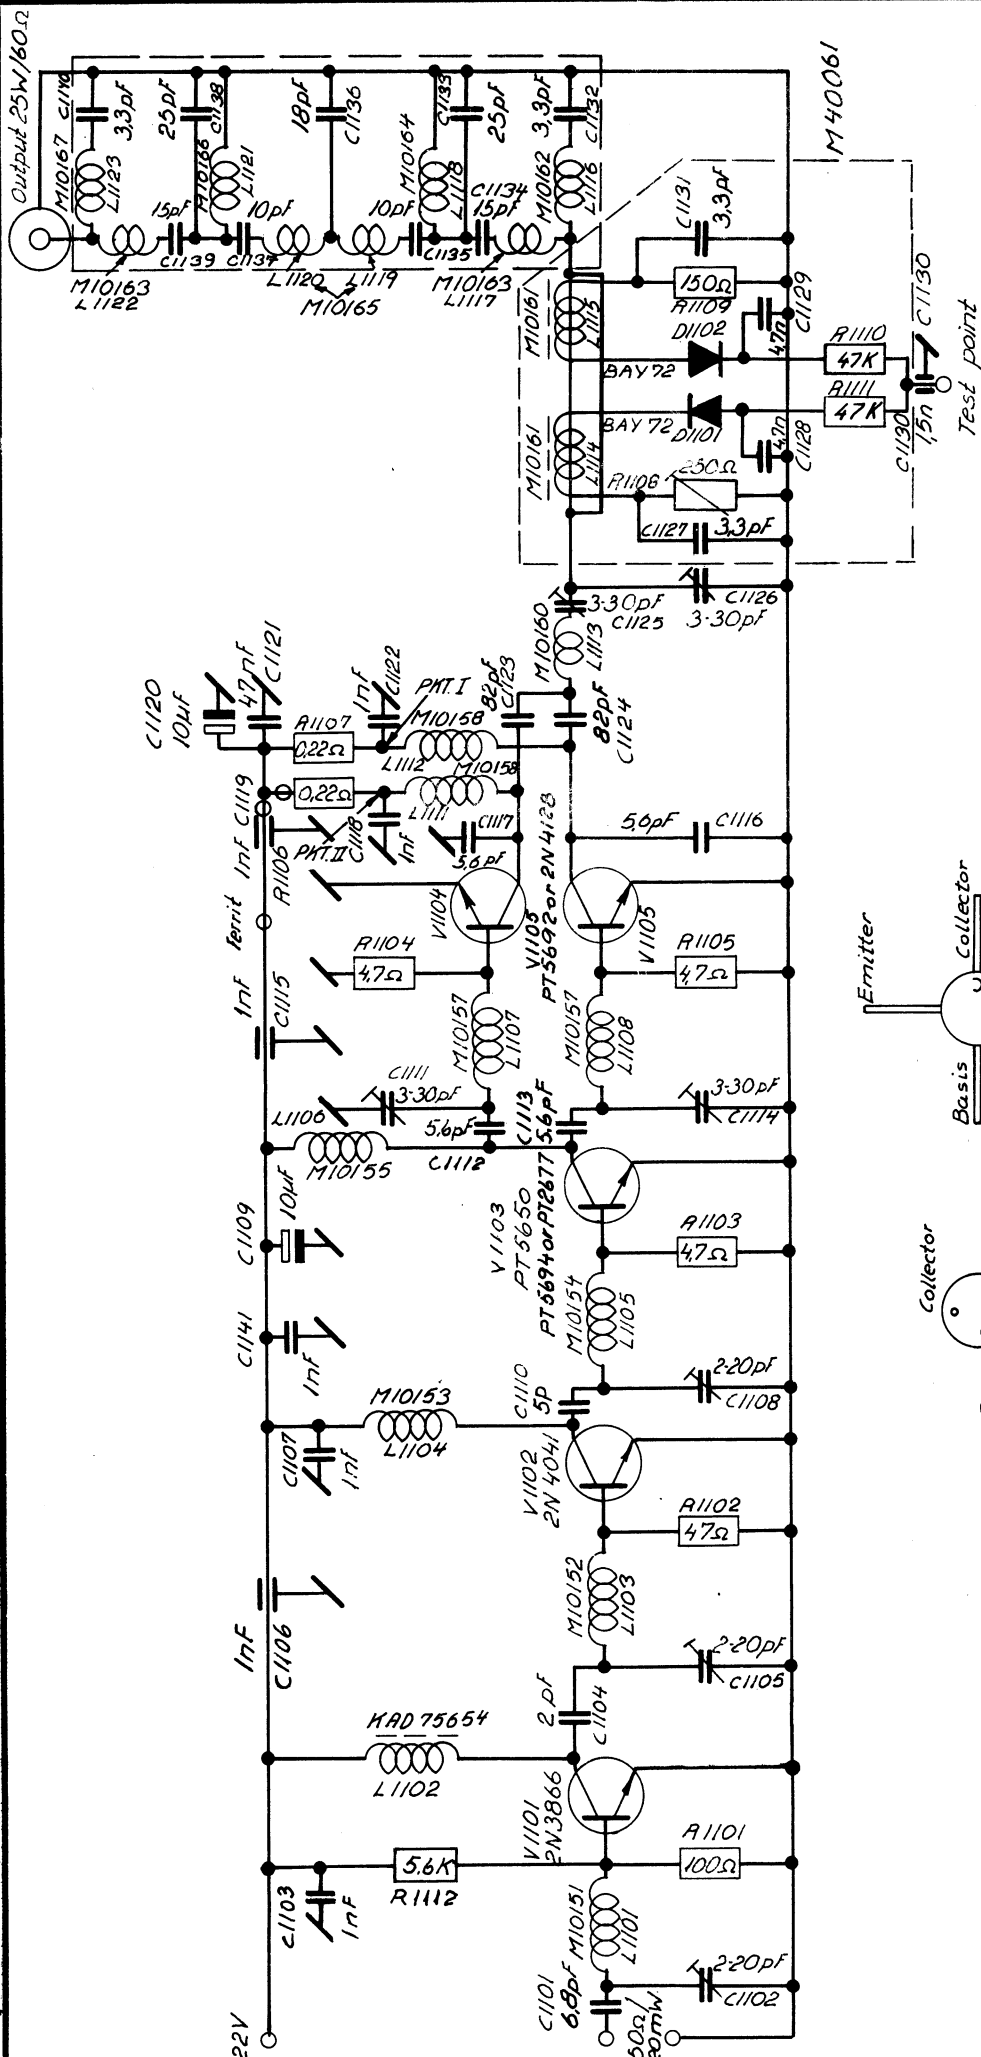 Output 25W/60Ω
M10167 C1140
3,3pF
L1123
25pF
C1138
M10166
L1121
18pF
C1136
M10164
C1133
L1118
25pF
3,3pF
C1132
M10162
L1116
15pF
C1139
10pF
C1137
10pF
C1135
C1134
15pF
M10163
L1122
L1120
L1119
M10165
M10163
L1117
M40061
C1131
3,3pF
M10161
L1115
150Ω
R1109
D1102
BAY72
4,7n
C1129
R1110
47K
R1111
47K
C1130
C1130
1,5n
Test point
BAY 72
D1101
4,7n
C1128
M10161
L1114
R1108
250Ω
C1127
3,3pF
3-30pF
C1125
C1126
3-30pF
M10160
L1113
C1120
10µF
47nF
C1121
R1107
0,22Ω
1nF
C1122
PKT. I
M10158
L1112
82pF
C1123
82pF
C1124
1nF C1119
0,22Ω
M10158
L1111
R1106
PKT. II
C1118
1nF
C1117
5,6pF
5,6pF
C1116
V1104
V1105
PT5692 or 2N4128
V1105
Ferrit
R1104
4,7Ω
R1105
4,7Ω
1nF
C1115
M10157
L1107
M10157
L1108
Emitter
Collector
Basis
C1111
3-30pF
3-30pF
C1114
L1106
M10155
5,6pF
C1112
C1113
5,6pF
C1109
10µF
V1103
PT5650
PT5694 or PT2677
R1103
4,7Ω
M10154
L1105
Collector
C1141
1nF
M10153
L1104
C1107
1nF
C1110
5P
2-20pF
C1108
V1102
2N4041
R1102
47Ω
M10152
L1103
1nF
C1106
2-20pF
C1105
2pF
C1104
KAD 75654
L1102
V1101
2N3866
R1101
100Ω
5,6K
R1112
C1103
1nF
M10151
L1101
C1101
6,8pF
2-20pF
C1102
22V